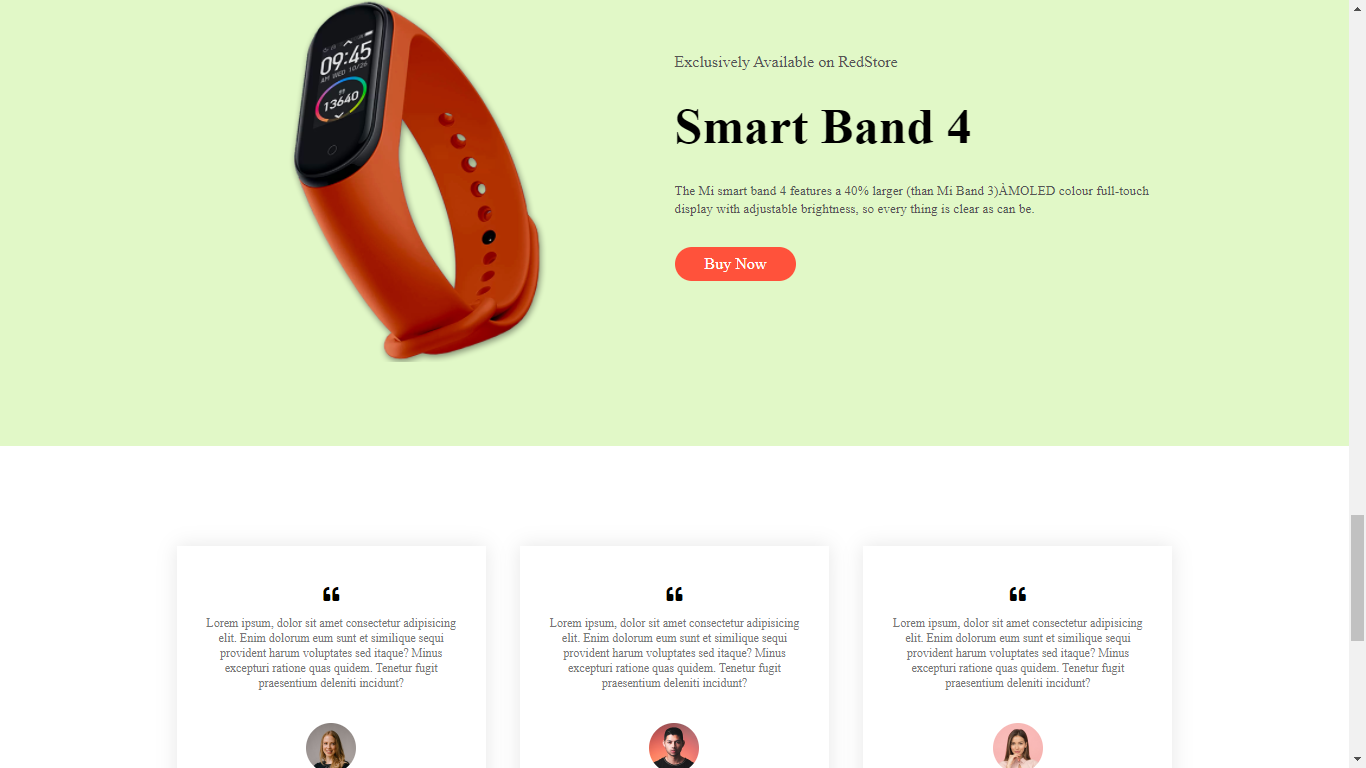 09:45
AM WED 10/26
13640
Exclusively Available on RedStore
Smart Band 4
The Mi smart band 4 features a 40% larger (than Mi Band 3)ÀMOLED colour full-touch
display with adjustable brightness, so every thing is clear as can be.
Buy Now
“
Lorem ipsum, dolor sit amet consectetur adipisicing
elit. Enim dolorum eum sunt et similique sequi
provident harum voluptates sed itaque? Minus
excepturi ratione quas quidem. Tenetur fugit
praesentium deleniti incidunt?
“
Lorem ipsum, dolor sit amet consectetur adipisicing
elit. Enim dolorum eum sunt et similique sequi
provident harum voluptates sed itaque? Minus
excepturi ratione quas quidem. Tenetur fugit
praesentium deleniti incidunt?
“
Lorem ipsum, dolor sit amet consectetur adipisicing
elit. Enim dolorum eum sunt et similique sequi
provident harum voluptates sed itaque? Minus
excepturi ratione quas quidem. Tenetur fugit
praesentium deleniti incidunt?